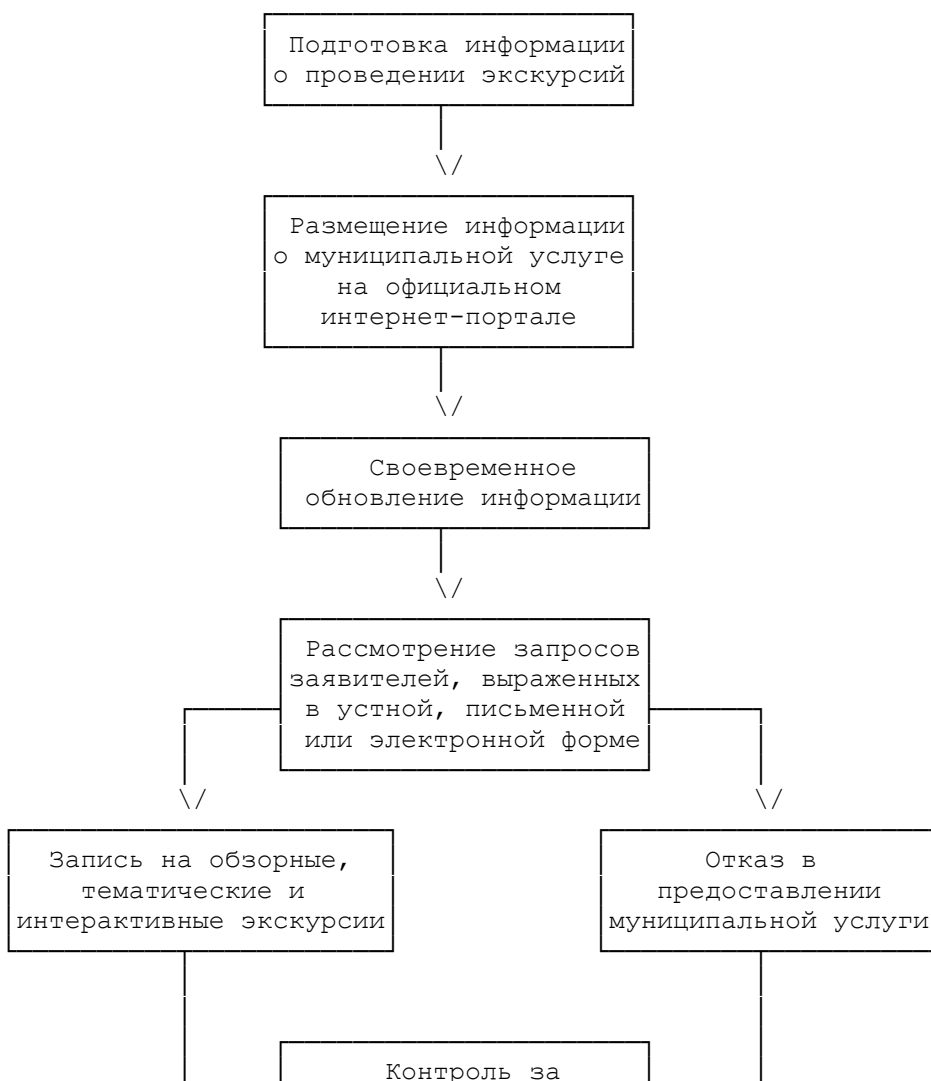 Подготовка информации
о проведении экскурсий
Размещение информации
о муниципальной услуге
на официальном
интернет-портале
Своевременное
обновление информации
Рассмотрение запросов
заявителей, выраженных
в устной, письменной
или электронной форме
Запись на обзорные,
тематические и
интерактивные экскурсии
Отказ в
предоставлении
муниципальной услуги
Контроль за